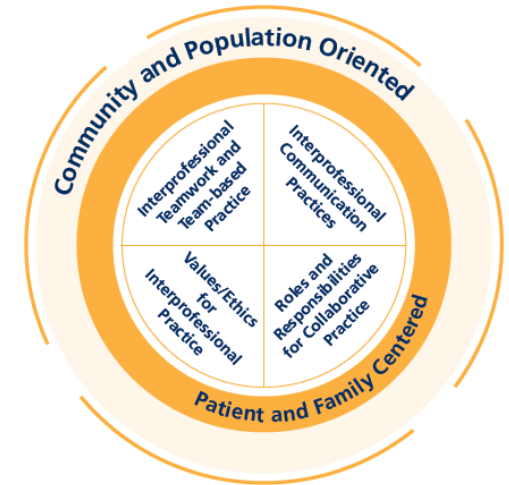 Community and Population Oriented
Interprofessional
Teamwork and
Team-based
Practice
Interprofessional
Communication
Practices
Values/Ethics
for
Interprofessional
Practice
Roles and
Responsibilities
for Collaborative
Practice
Patient and Family Centered